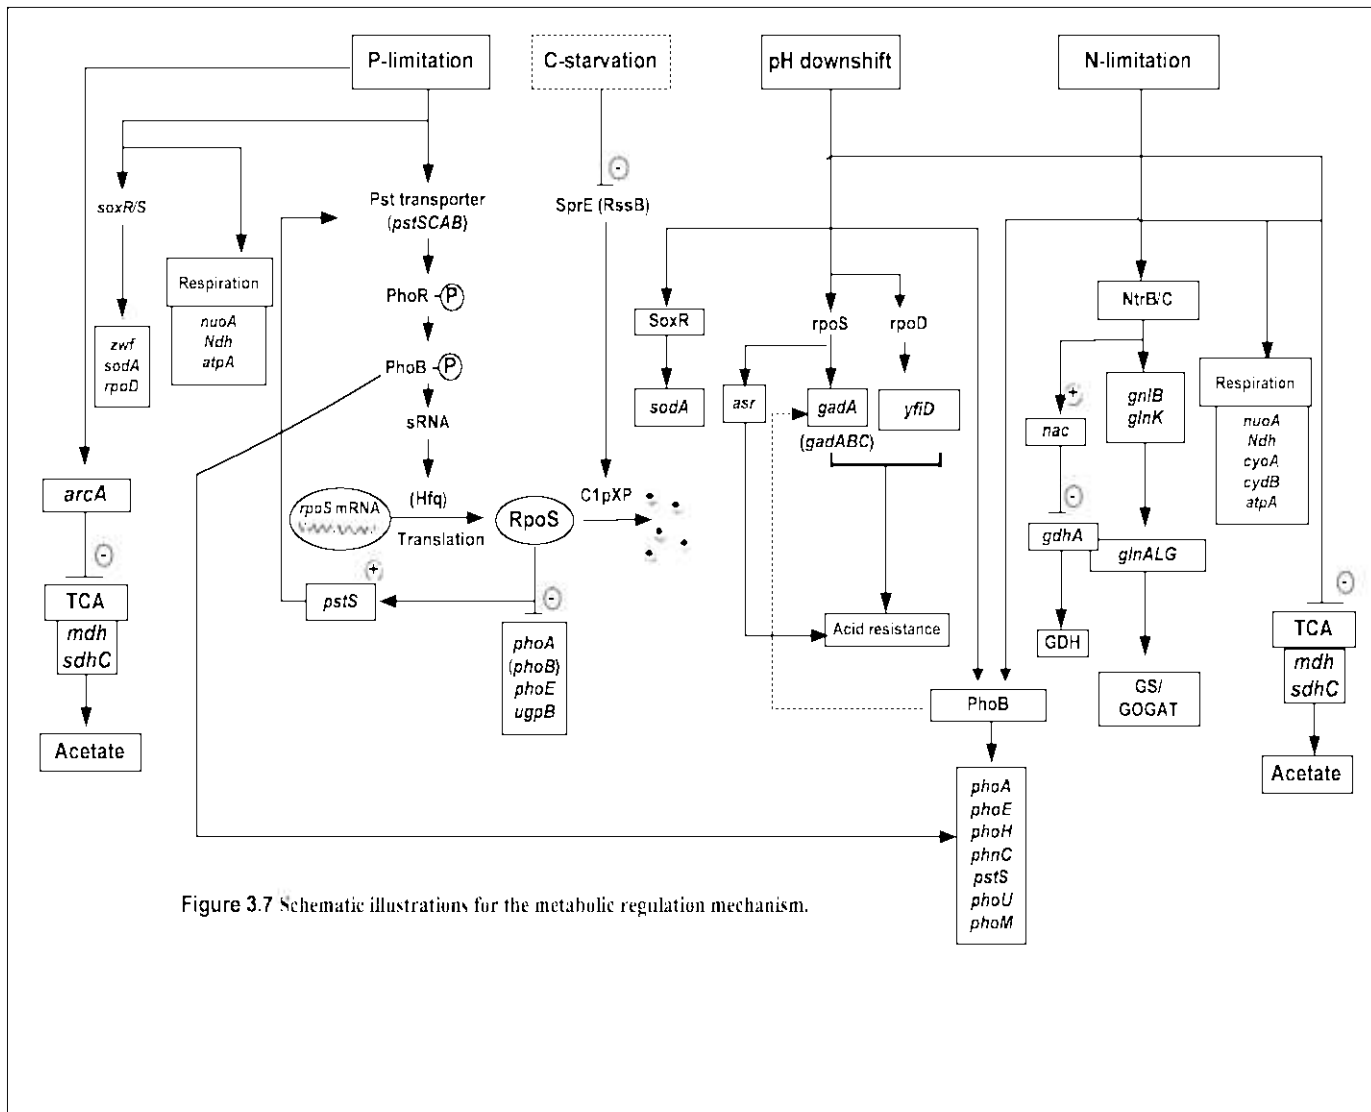 P-limitation
C-starvation
pH downshift
N-limitation
soxR/S
Pst transporter
(pstSCAB)
-
SprE (RssB)
Respiration
nuoA
Ndh
atpA
PhoR - P
PhoB - P
sRNA
(Hfq)
zwf
sodA
rpoD
SoxR
sodA
rpoS
rpoD
asr
gadA
(gadABC)
yfiD
NtrB/C
+
nac
-
gdhA
GDH
gnlB
glnK
glnALG
GS/
GOGAT
Respiration
nuoA
Ndh
cyoA
cydB
atpA
arcA
-
TCA
mdh
sdhC
Acetate
rpoS mRNA
Translation
RpoS
C1pXP
+
pstS
-
phoA
(phoB)
phoE
ugpB
Acid resistance
PhoB
phoA
phoE
phoH
phnC
pstS
phoU
phoM
-
TCA
mdh
sdhC
Acetate
Figure 3.7 Schematic illustrations for the metabolic regulation mechanism.